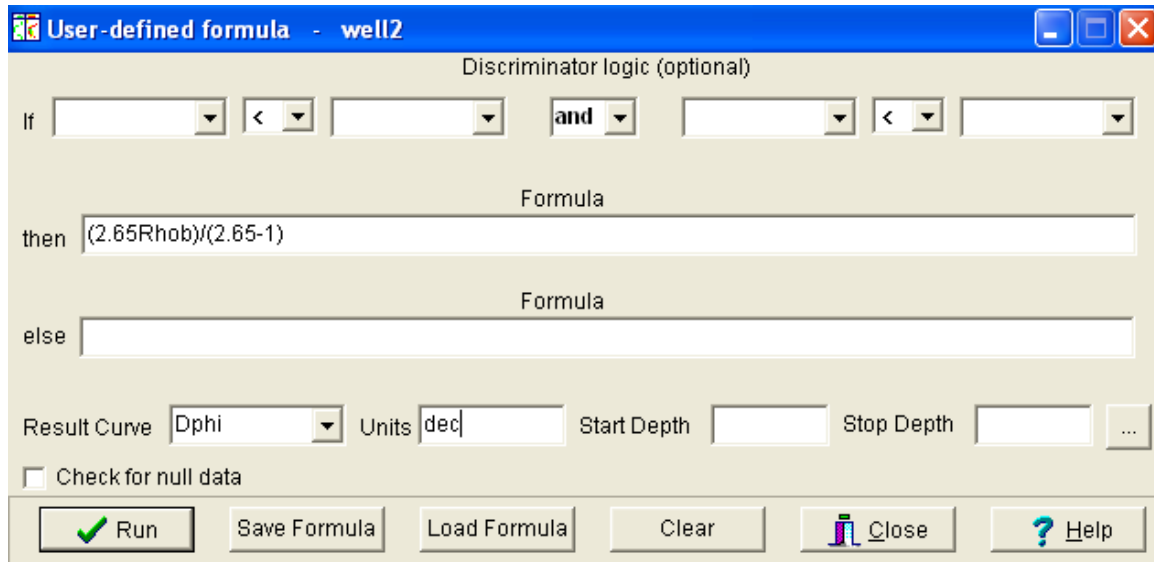 User-defined formula - well2
Discriminator logic (optional)
If < and <
Formula
then (2.65Rhob)/(2.65-1)
Formula
else
Result Curve Dphi Units dec Start Depth Stop Depth ...
Check for null data
Run Save Formula Load Formula Clear Close Help